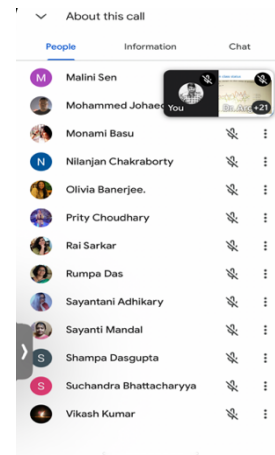 About this call
People Information Chat
M Malini Sen
Mohammed Johaed
You
+21
Monami Basu
N Nilanjan Chakraborty
Olivia Banerjee.
Prity Choudhary
Rai Sarkar
Rumpa Das
Sayantani Adhikary
Sayanti Mandal
S Shampa Dasgupta
S Suchandra Bhattacharyya
Vikash Kumar